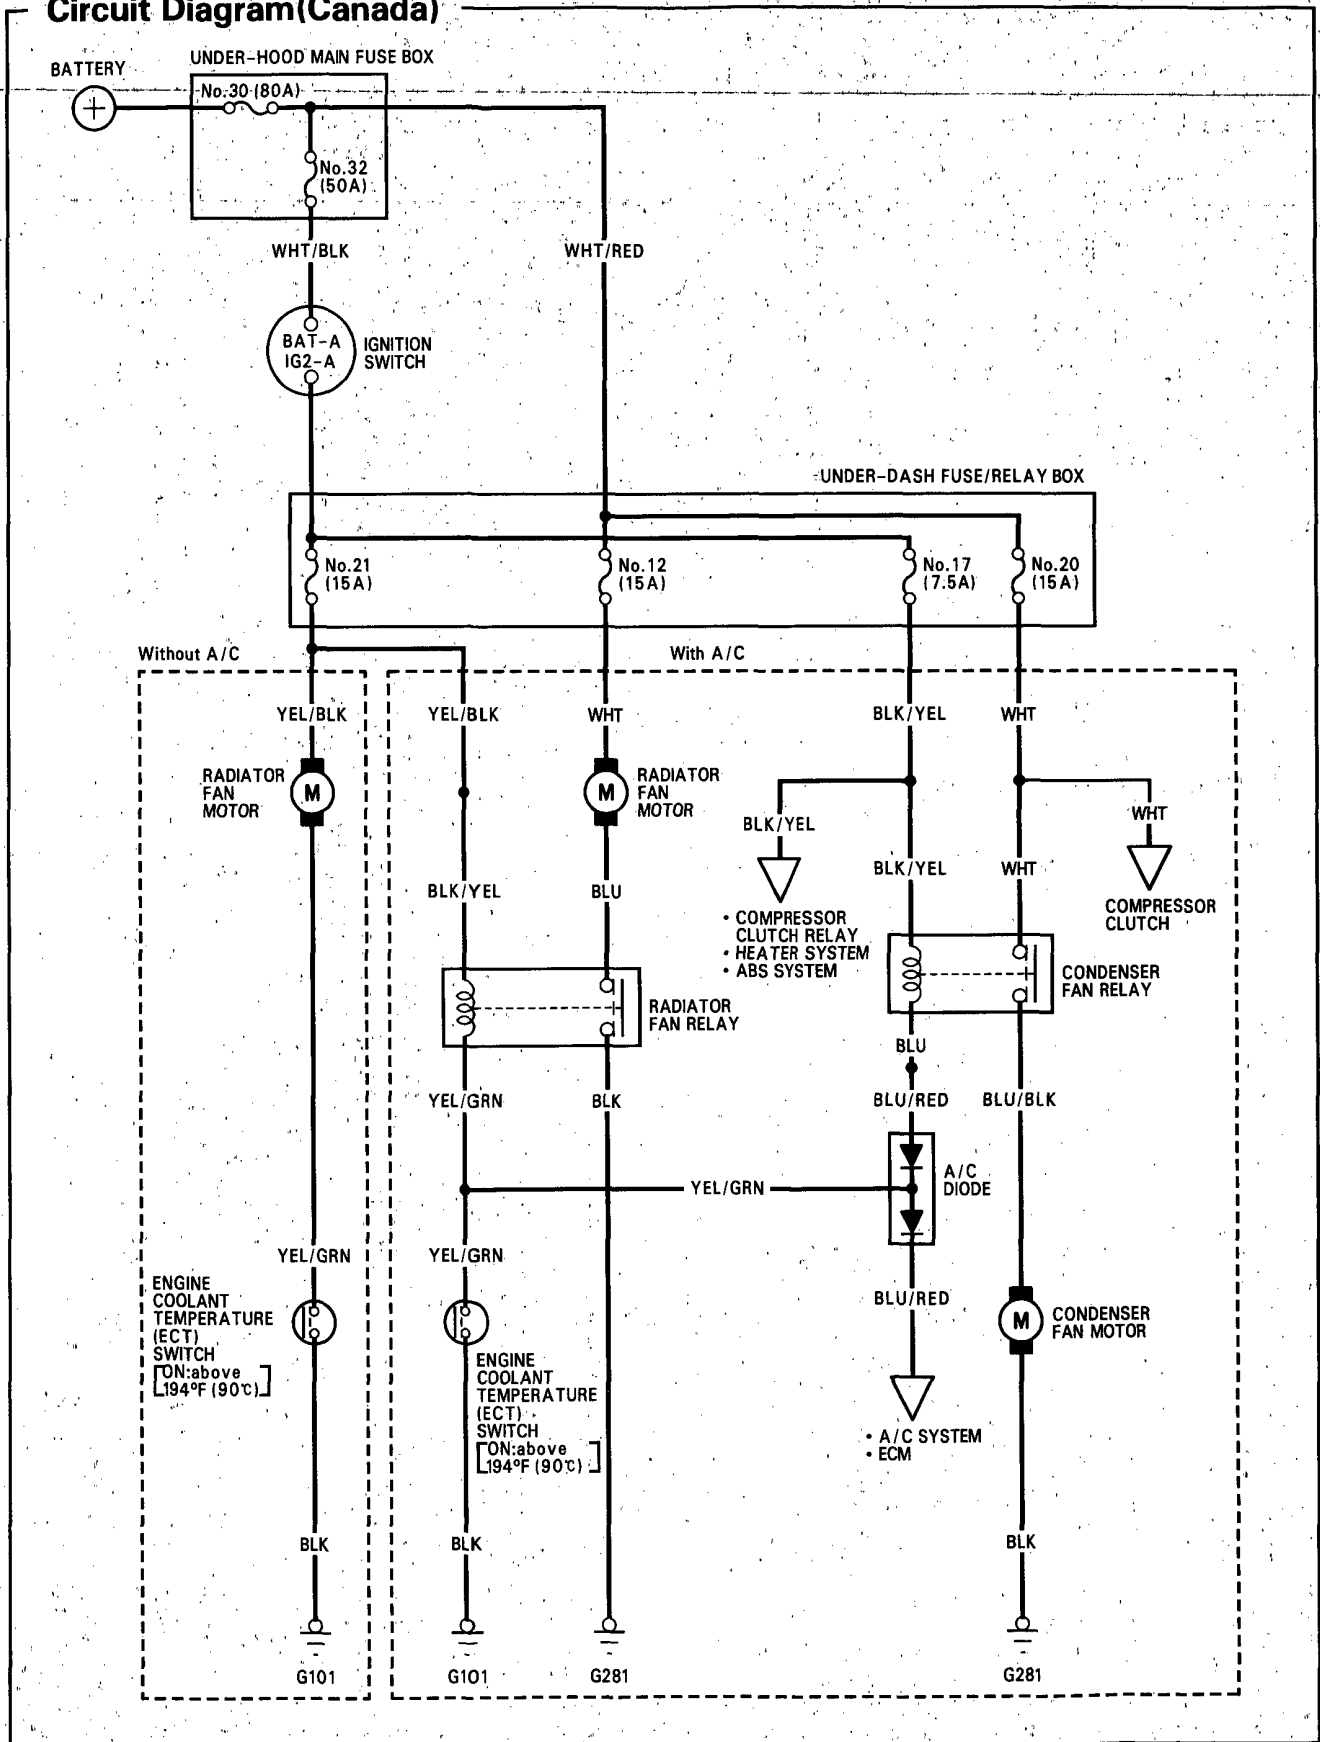 Circuit Diagram(Canada)
UNDER-HOOD MAIN FUSE BOX
BATTERY
No.30 (80A)
+
No.32
(50A)
WHT/BLK
WHT/RED
BAT-A
IG2-A
IGNITION
SWITCH
UNDER-DASH FUSE/RELAY BOX
No.21
(15A)
No.12
(15A)
No.17
(7.5A)
No.20
(15A)
Without A/C
With A/C
YEL/BLK
YEL/BLK
WHT
BLK/YEL
WHT
RADIATOR
FAN
MOTOR
M
M
RADIATOR
FAN
MOTOR
BLK/YEL
WHT
BLK/YEL
BLU
BLK/YEL
WHT
COMPRESSOR
CLUTCH
• COMPRESSOR
CLUTCH RELAY
• HEATER SYSTEM
• ABS SYSTEM
CONDENSER
FAN RELAY
RADIATOR
FAN RELAY
BLU
YEL/GRN
BLK
BLU/RED
BLU/BLK
A/C
DIODE
YEL/GRN
YEL/GRN
YEL/GRN
ENGINE
COOLANT
TEMPERATURE
(ECT)
SWITCH
[ON:above
194°F (90°C)]
BLU/RED
M
CONDENSER
FAN MOTOR
ENGINE
COOLANT
TEMPERATURE
(ECT)
SWITCH
[ON:above
194°F (90°C)]
• A/C SYSTEM
• ECM
BLK
BLK
BLK
G101
G101
G281
G281